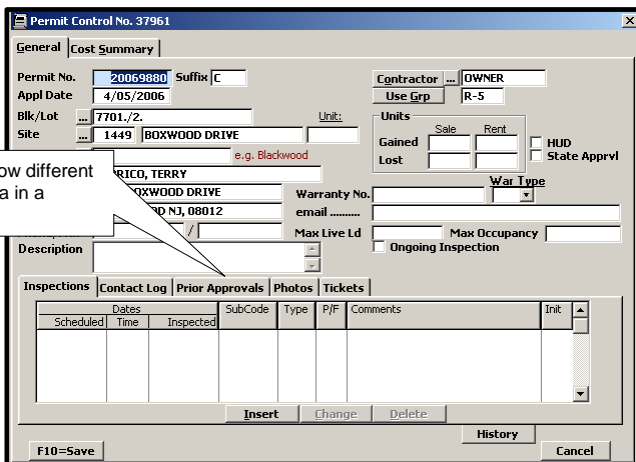 Permit Control No. 37961
General Cost Summary
Permit No. 20069880 Suffix C Contractor ... OWNER
Appl Date 4/05/2006 Use Grp R-5
Blk/Lot ... 7701./2. Unit: Units
Site ... 1449 BOXWOOD DRIVE Sale Rent
Gained HUD
e.g. Blackwood Lost State Apprvl
ow different
RICO, TERRY War Type
a in a
OXWOOD DRIVE Warranty No.
OD NJ, 08012 email ..........
/ Max Live Ld Max Occupancy
Description Ongoing Inspection
Inspections Contact Log Prior Approvals Photos Tickets
Dates SubCode Type P/F Comments Init
Scheduled Time Inspected
Insert Change Delete
History
F10=Save Cancel